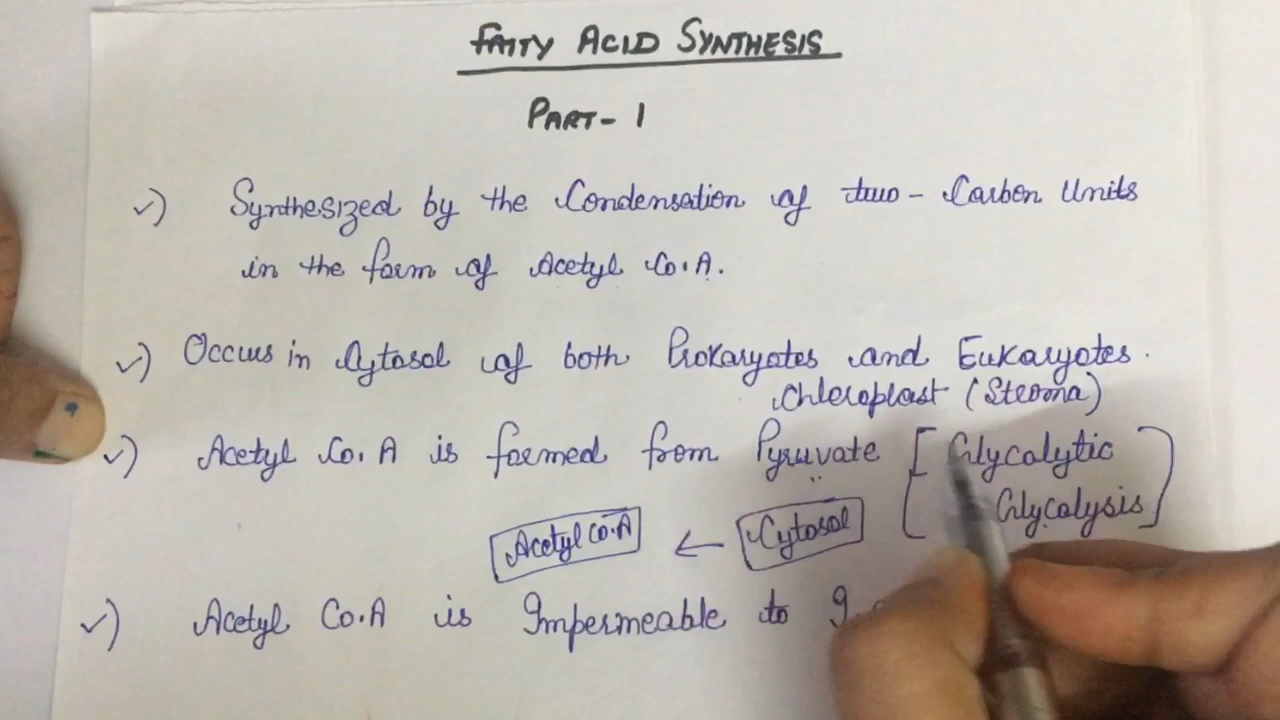 FATTY ACID SYNTHESIS
PART-1
✓) Synthesized by the Condensation of two-Carbon Units
in the form of Acetyl Co.A.
✓) Occurs in Cytosol of both Prokaryotes and Eukaryotes.
Chloroplast (Stroma)
✓) Acetyl Co.A is formed from Pyruvate [Glycolytic
Glycolysis]
Acetyl Co.A ← Cytosol
✓) Acetyl Co.A is Impermeable to